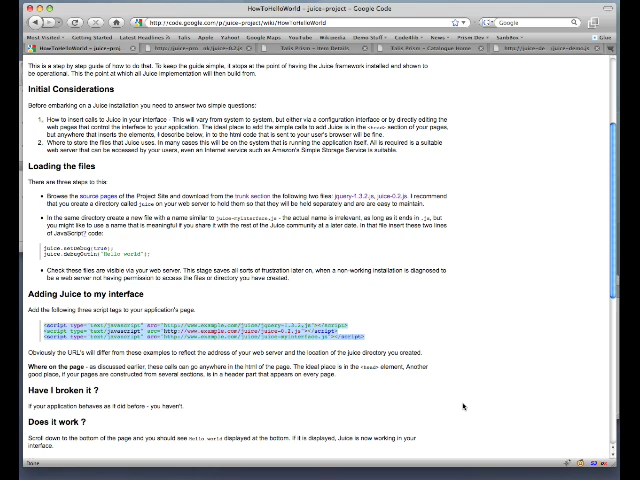 HowToHelloWorld - juice-project - Google Code
http://code.google.com/p/juice-project/wiki/HowToHelloWorld
Google
Most Visited Getting Started Latest Headlines Talis Apple Yahoo! Google Maps YouTube Wikipedia Demo Stuff Code4lib News Prism Dev SandBox Glue
HowToHelloWorld - juice-proj... Talis Prism - Item Details Talis Prism - Catalogue Home
This is a step by step guide of how to do that. To keep the guide simple, it stops at the point of having the Juice framework installed and shown to
be operational. This the point at which all Juice implementation will then build from.
Initial Considerations
Before embarking on a Juice installation you need to answer two simple questions:
1. How to insert calls to Juice in your interface - This will vary from system to system, but either via a configuration interface or by directly editing the
web pages that control the interface to your application. The ideal place to add the simple calls to add Juice is in the <head> section of your pages,
but anywhere that inserts the elements, I describe below, in to the html code that is sent to your user's browser will be fine.
2. Where to store the files that Juice uses. In many cases this will be on the system that is running the application itself. All is required is a suitable
web server that can be accessed by your users, even an Internet service such as Amazon's Simple Storage Service is suitable.
Loading the files
There are three steps to this:
• Browse the source pages of the Project Site and download from the trunk section the following two files: jquery-1.3.2.js, juice-0.2.js. I recommend
that you create a directory called juice on your web server to hold them so that they will be held separately and are easy to maintain.
• In the same directory create a new file with a name similar to juice-myinterface.js - the actual name is irrelevant, as long as it ends in .js, but
you might like to use a name that is meaningful if you share it with the rest of the Juice community at a later date. In that file insert these two lines
of JavaScript? code:
juice.setDebug(true);
juice.debugOutln("Hello world");
• Check these files are visible via your web server. This stage saves all sorts of frustration later on, when a non-working installation is diagnosed to
be a web server not having permission to access the files or directory you have created.
Adding Juice to my interface
Add the following three script tags to your application's page.
<script type="text/javascript" src="http://www.example.com/juice/jquery-1.3.2.js"></script>
<script type="text/javascript" src="http://www.example.com/juice/juice-0.2.js"></script>
<script type="text/javascript" src="http://www.example.com/juice/juice-myinterface.js"></script>
Obviously the URL's will differ from these examples to reflect the address of your web server and the location of the juice directory you created.
Where on the page - as discussed earlier, these calls can go anywhere in the html of the page. The ideal place is in the <head> element, Another
good place, if your pages are constructed from several sections, is in a header part that appears on every page.
Have I broken it ?
If your application behaves as it did before - you haven't.
Does it work ?
Scroll down to the bottom of the page and you should see Hello world displayed at the bottom. If it is displayed, Juice is now working in your
interface.
Done